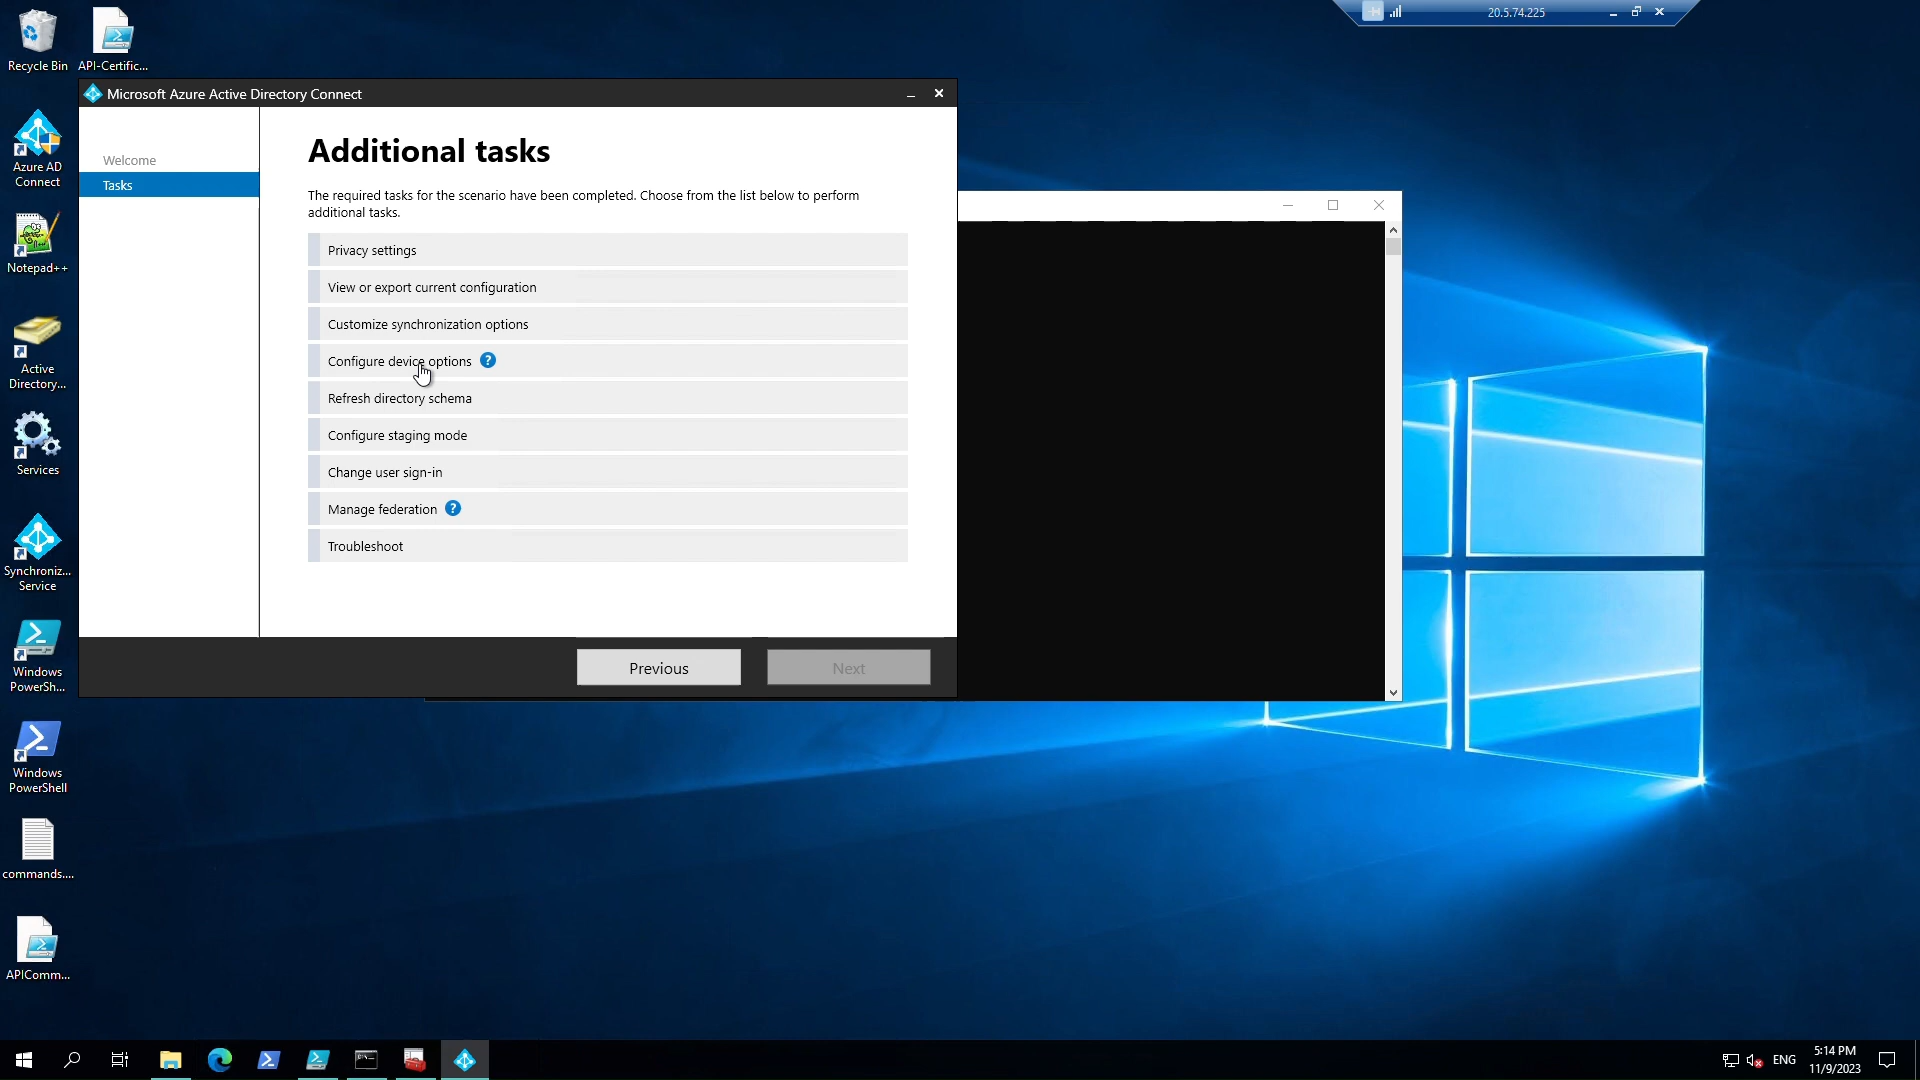 20.5.74.225
Recycle Bin
API-Certific...
Azure AD
Connect
Notepad++
Active
Directory...
Services
Synchroniz...
Service
Windows
PowerSh...
Windows
PowerShell
commands....
APIComm...
Microsoft Azure Active Directory Connect
Welcome
Tasks
Additional tasks
The required tasks for the scenario have been completed. Choose from the list below to perform
additional tasks.
Privacy settings
View or export current configuration
Customize synchronization options
Configure device options ?
Refresh directory schema
Configure staging mode
Change user sign-in
Manage federation ?
Troubleshoot
Previous
Next
ENG
5:14 PM
11/9/2023